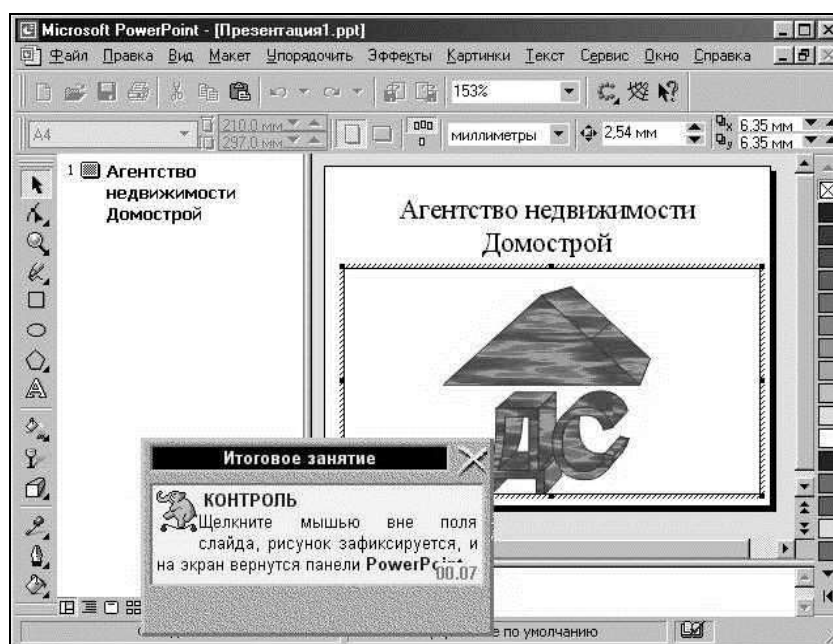 Microsoft PowerPoint - [Презентация1.ppt]
Файл Правка Вид Макет Упорядочить Эффекты Картинки Текст Сервис Окно Справка
153%
A4
210.0 мм
297.0 мм
миллиметры
2,54 мм
x 6.35 мм
y 6.35 мм
1 Агентство
недвижимости
Домострой
Агентство недвижимости
Домострой
ДС
Итоговое занятие
КОНТРОЛЬ
Щелкните мышью вне поля
слайда, рисунок зафиксируется, и
на экран вернутся панели PowerPoint
00.07
е по умолчанию